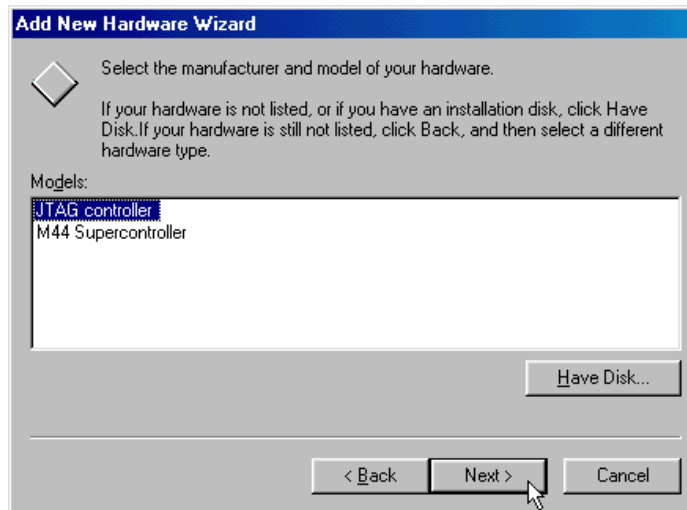 Add New Hardware Wizard
Select the manufacturer and model of your hardware.
If your hardware is not listed, or if you have an installation disk, click Have
Disk.If your hardware is still not listed, click Back, and then select a different
hardware type.
Models:
JTAG controller
M44 Supercontroller
Have Disk...
< Back
Next >
Cancel